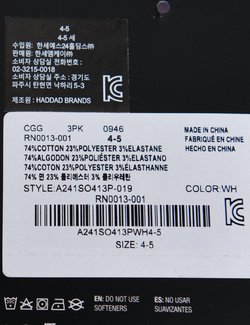 4-5
4-5 세
수입원: 한세예스24홀딩스㈜
판매원: 한세엠케이㈜
소비자 상담실 전화번호:
02-3215-0018
소비자 상담실 주소: 경기도
파주시 탄현면 낙하리 5-3
제조원: HADDAD BRANDS
CGG 3PK 0946
RN0013-001 4-5
74%COTTON 23%POLYESTER 3%ELASTANE
74%ALGODON 23%POLIÉSTER 3%ELASTANO
74%COTON 23%POLYESTER 3%ÉLASTHANNE
74% 면 23% 폴리에스터 3% 폴리우레탄
MADE IN CHINA
FABRIQUÉ EN CHINE
HECHO EN CHINA
STYLE:A241SO413P-019 COLOR:WH
RN0013-001
A241SO413PWH4-5
SIZE: 4-5
EN: DO NOT USE
SOFTENERS
ES: NO USAR
SUAVIZANTES